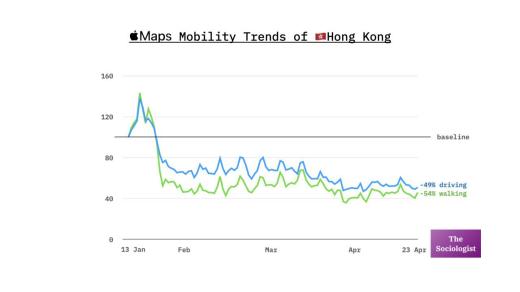 Maps Mobility Trends of 🇭🇰Hong Kong
160
120
baseline
80
-49% driving
-54% walking
40
0
13 Jan Feb Mar Apr 23 Apr
The
Sociologist